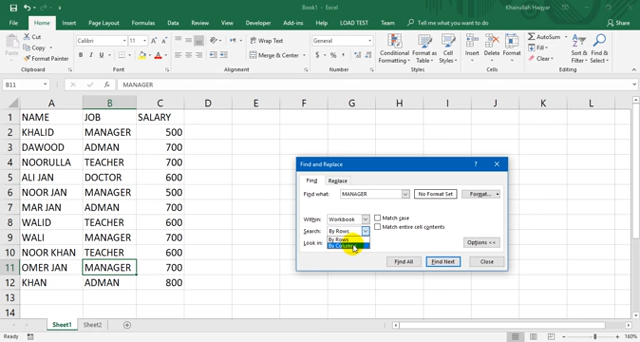 Book1 - Excel
Khairullah Haqyar
File Home Insert Page Layout Formulas Data Review View Developer Add-ins Help LOAD TEST Team Tell me what you want to do
Share
Cut
Copy
Format Painter
Clipboard
Calibri 11
B I U
Font
Wrap Text
Merge & Center
Alignment
General
Number
Conditional Formatting
Format as Table
Cell Styles
Styles
Insert Delete Format
Cells
AutoSum
Fill
Clear
Sort & Filter
Find & Select
Editing
B11 MANAGER
A B C D E F G H I J K L
1 NAME JOB SALARY
2 KHALID MANAGER 500
3 DAWOOD ADMAN 700
4 NOORULLA TEACHER 700
5 ALI JAN DOCTOR 600
6 NOOR JAN MANAGER 500
7 MAR JAN ADMAN 700
8 WALID TEACHER 600
9 WALI MANAGER 700
10 NOOR KHAN TEACHER 600
11 OMER JAN MANAGER 700
12 KHAN ADMAN 800
13
14
Find and Replace
Find Replace
Find what: MANAGER No Format Set Format...
Within: Workbook Match case
Search: By Rows Match entire cell contents
By Rows
Look in: By Columns
Options <<
Find All Find Next Close
Sheet1 Sheet2
Ready
160%